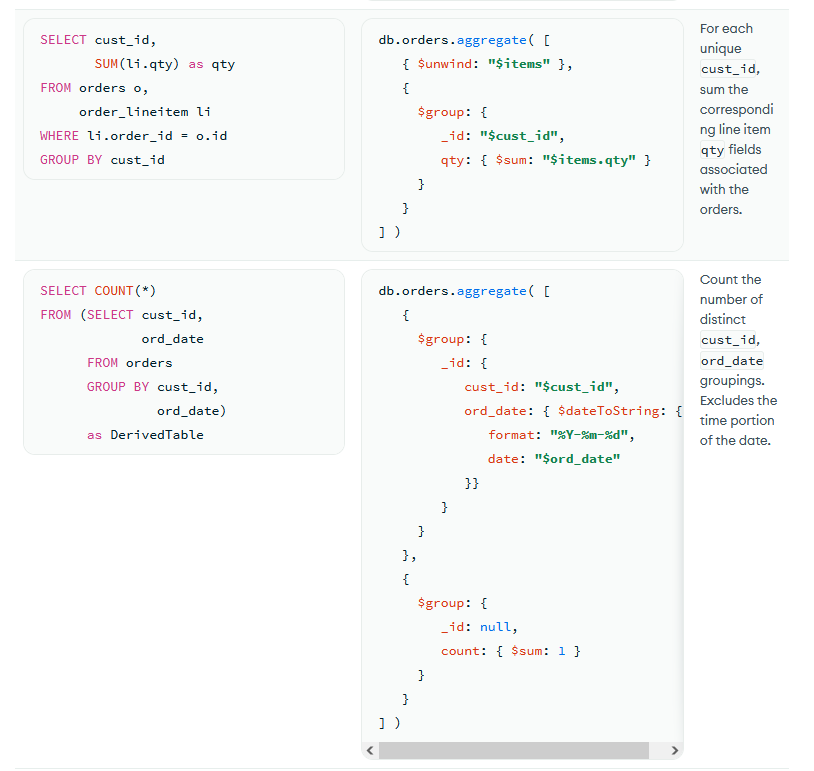 SELECT cust_id,
       SUM(li.qty) as qty
FROM orders o,
     order_lineitem li
WHERE li.order_id = o.id
GROUP BY cust_id
db.orders.aggregate( [
   { $unwind: "$items" },
   {
     $group: {
        _id: "$cust_id",
        qty: { $sum: "$items.qty" }
     }
   }
] )
For each
unique
cust_id,
sum the
correspondi
ng line item
qty fields
associated
with the
orders.
SELECT COUNT(*)
FROM (SELECT cust_id,
             ord_date
      FROM orders
      GROUP BY cust_id,
               ord_date)
      as DerivedTable
db.orders.aggregate( [
   {
     $group: {
        _id: {
           cust_id: "$cust_id",
           ord_date: { $dateToString: {
              format: "%Y-%m-%d",
              date: "$ord_date"
           }}
        }
     }
   },
   {
     $group: {
        _id: null,
        count: { $sum: 1 }
     }
   }
] )
Count the
number of
distinct
cust_id,
ord_date
groupings.
Excludes the
time portion
of the date.